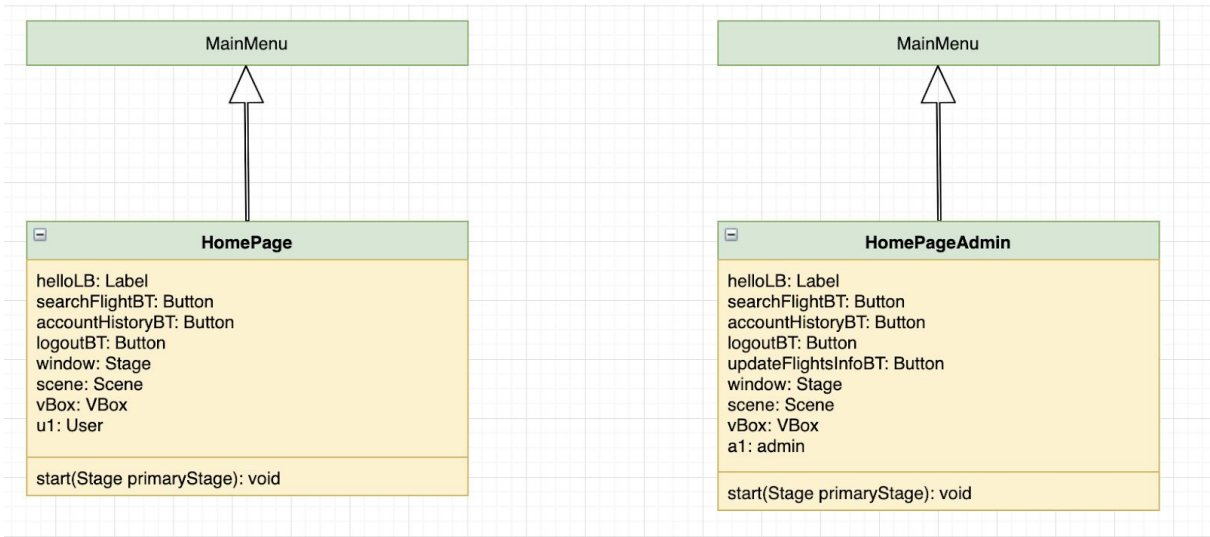 MainMenu
HomePage
helloLB: Label
searchFlightBT: Button
accountHistoryBT: Button
logoutBT: Button
window: Stage
scene: Scene
vBox: VBox
u1: User
start(Stage primaryStage): void
MainMenu
HomePageAdmin
helloLB: Label
searchFlightBT: Button
accountHistoryBT: Button
logoutBT: Button
updateFlightsInfoBT: Button
window: Stage
scene: Scene
vBox: VBox
a1: admin
start(Stage primaryStage): void